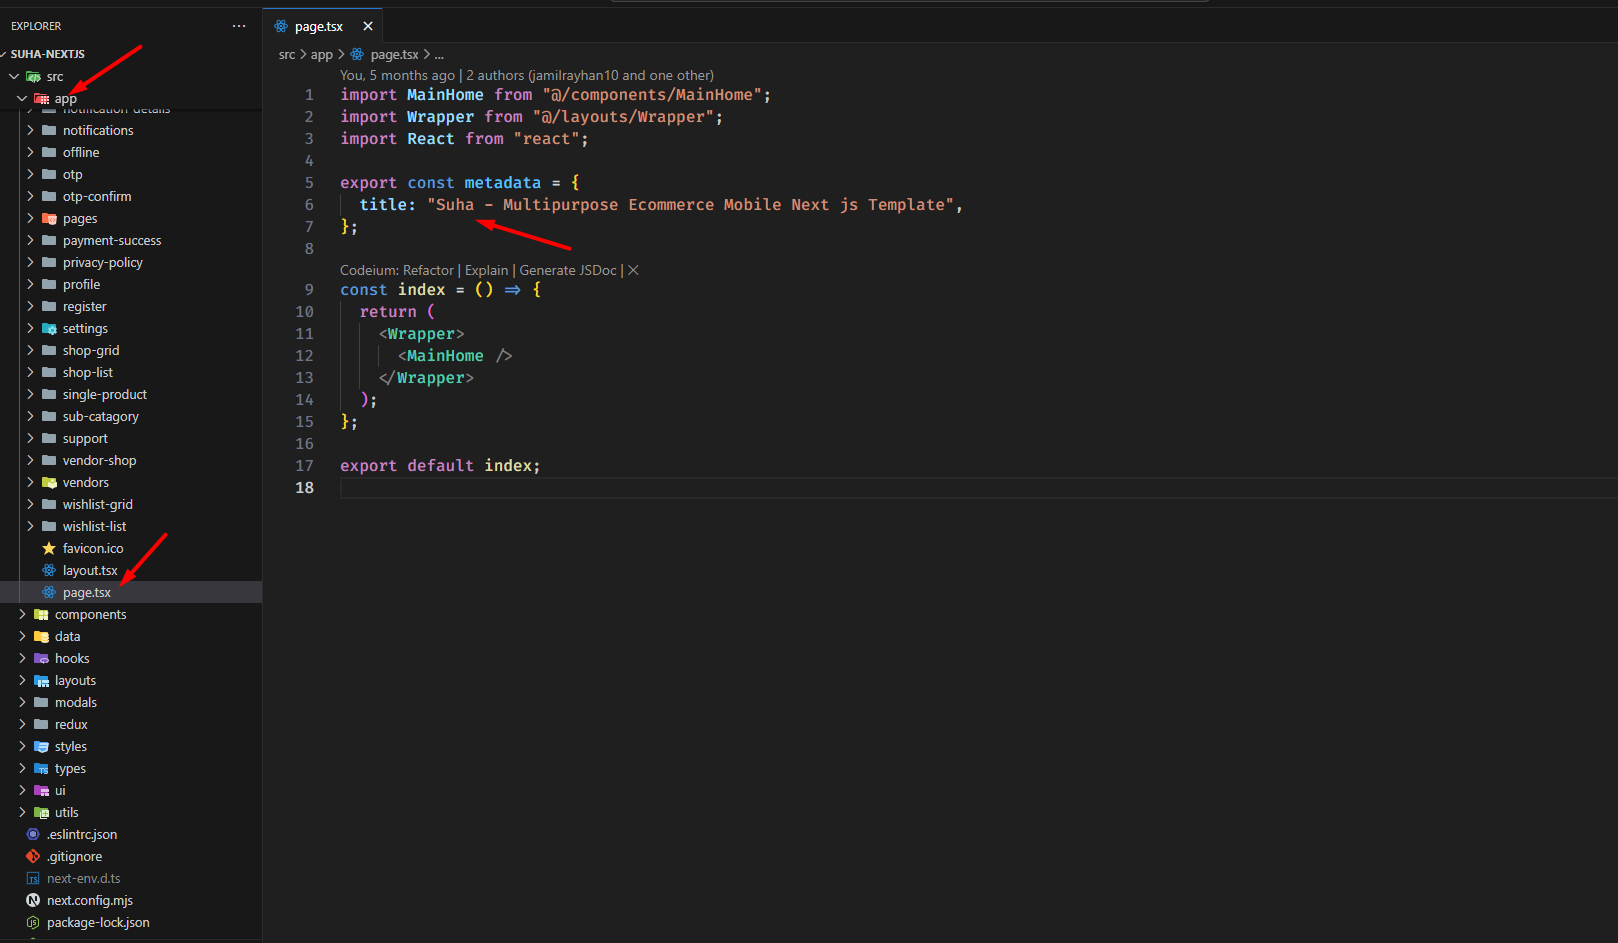 EXPLORER
SUHA-NEXTJS
src
app
notification-details
notifications
offline
otp
otp-confirm
pages
payment-success
privacy-policy
profile
register
settings
shop-grid
shop-list
single-product
sub-catagory
support
vendor-shop
vendors
wishlist-grid
wishlist-list
favicon.ico
layout.tsx
page.tsx
components
data
hooks
layouts
modals
redux
styles
types
ui
utils
.eslintrc.json
.gitignore
next-env.d.ts
next.config.mjs
package-lock.json
page.tsx
src > app > page.tsx > ...
You, 5 months ago | 2 authors (jamilrayhan10 and one other)
1 import MainHome from "@/components/MainHome";
2 import Wrapper from "@/layouts/Wrapper";
3 import React from "react";
4
5 export const metadata = {
6 title: "Suha - Multipurpose Ecommerce Mobile Next js Template",
7 };
8
Codeium: Refactor | Explain | Generate JSDoc | ×
9 const index = () => {
10 return (
11 <Wrapper>
12 <MainHome />
13 </Wrapper>
14 );
15 };
16
17 export default index;
18